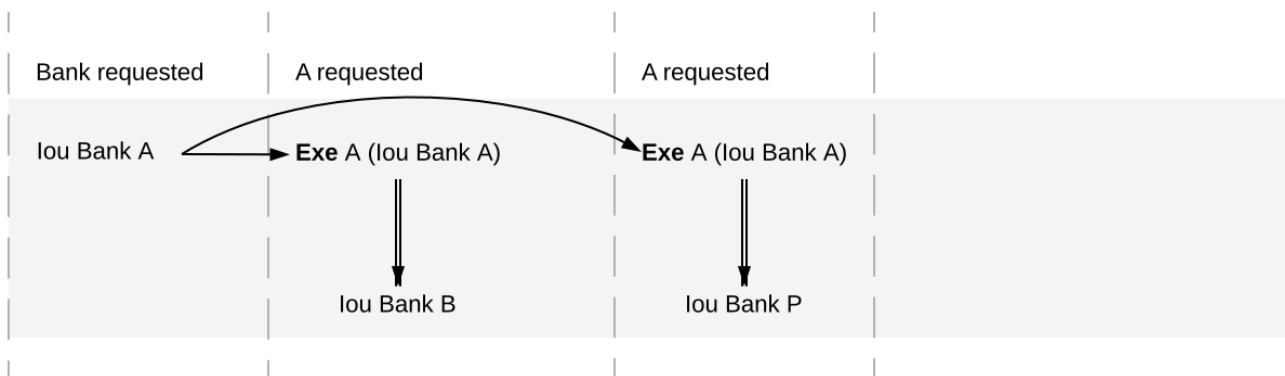 Bank requested
A requested
A requested
Iou Bank A
Exe A (Iou Bank A)
Exe A (Iou Bank A)
Iou Bank B
Iou Bank P